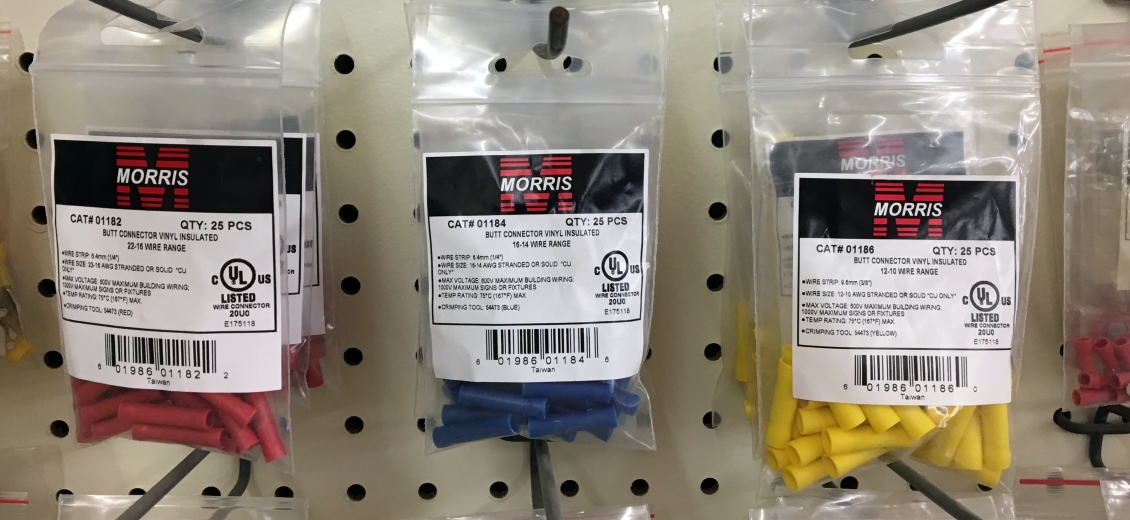 MORRIS
CAT# 01182 QTY: 25 PCS
BUTT CONNECTOR VINYL INSULATED
22-16 WIRE RANGE
•WIRE STRIP: 6.4mm (1/4")
•WIRE SIZE: 22-16 AWG STRANDED OR SOLID "CU
ONLY"
•MAX VOLTAGE: 600V MAXIMUM BUILDING WIRING;
1000V MAXIMUM SIGNS OR FIXTURES
•TEMP RATING: 75°C (167°F) MAX.
•CRIMPING TOOL: 54473 (RED)
C UL US
LISTED
WIRE CONNECTOR
20U0
E175118
6 01986 01182 2
Taiwan
MORRIS
CAT# 01184 QTY: 25 PCS
BUTT CONNECTOR VINYL INSULATED
16-14 WIRE RANGE
•WIRE STRIP: 6.4mm (1/4")
•WIRE SIZE: 16-14 AWG STRANDED OR SOLID "CU
ONLY"
•MAX VOLTAGE: 600V MAXIMUM BUILDING WIRING;
1000V MAXIMUM SIGNS OR FIXTURES
•TEMP RATING: 75°C (167°F) MAX.
•CRIMPING TOOL: 54473 (BLUE)
C UL US
LISTED
WIRE CONNECTOR
20U0
E175118
6 01986 01184 6
Taiwan
MORRIS
MORRIS
CAT# 01186 QTY: 25 PCS
BUTT CONNECTOR VINYL INSULATED
12-10 WIRE RANGE
•WIRE STRIP: 9.5mm (3/8")
•WIRE SIZE: 12-10 AWG STRANDED OR SOLID "CU ONLY"
•MAX VOLTAGE: 600V MAXIMUM BUILDING WIRING;
1000V MAXIMUM SIGNS OR FIXTURES
•TEMP RATING: 75°C (167°F) MAX.
•CRIMPING TOOL: 54473 (YELLOW)
C UL US
LISTED
WIRE CONNECTOR
20U0
E175118
6 01986 01186 0
Taiwan